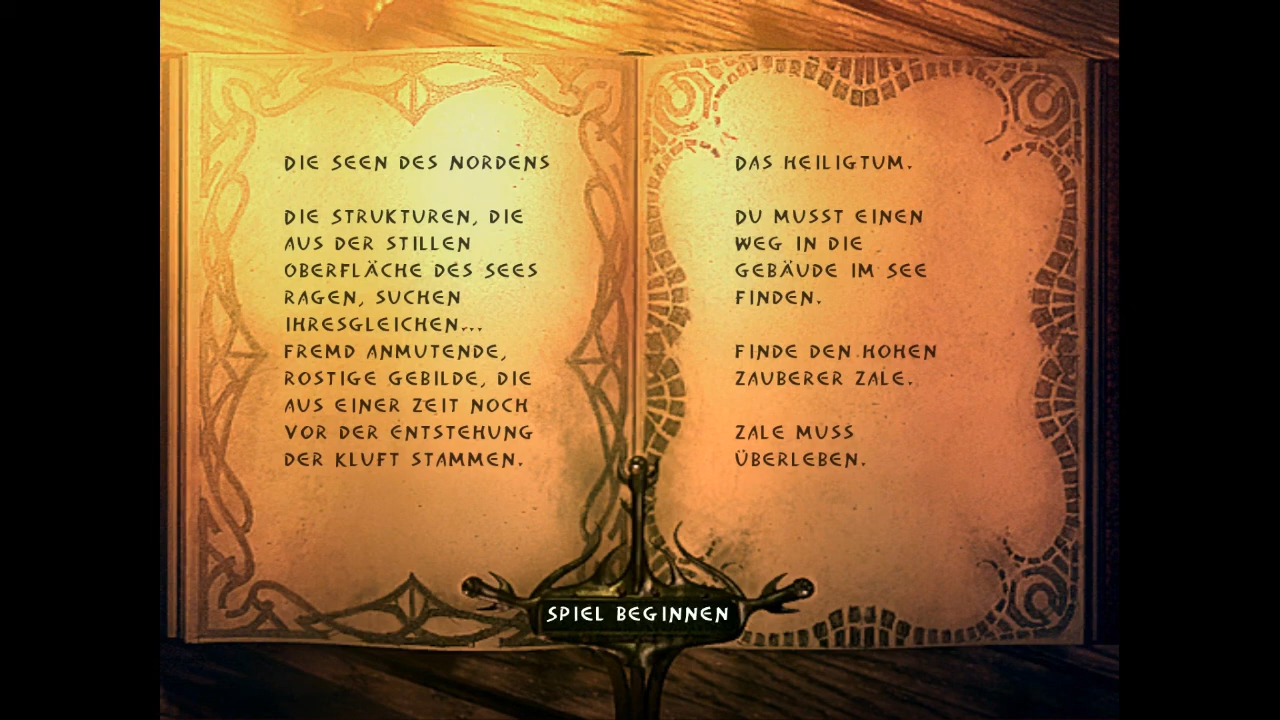 DIE SEEN DES NORDENS
DIE STRUKTUREN, DIE
AUS DER STILLEN
OBERFLÄCHE DES SEES
RAGEN, SUCHEN
IHRESGLEICHEN...
FREMD ANMUTENDE,
ROSTIGE GEBILDE, DIE
AUS EINER ZEIT NOCH
VOR DER ENTSTEHUNG
DER KLUFT STAMMEN.
DAS HEILIGTUM.
DU MUSST EINEN
WEG IN DIE
GEBÄUDE IM SEE
FINDEN.
FINDE DEN HOHEN
ZAUBERER ZALE.
ZALE MUSS
ÜBERLEBEN.
SPIEL BEGINNEN